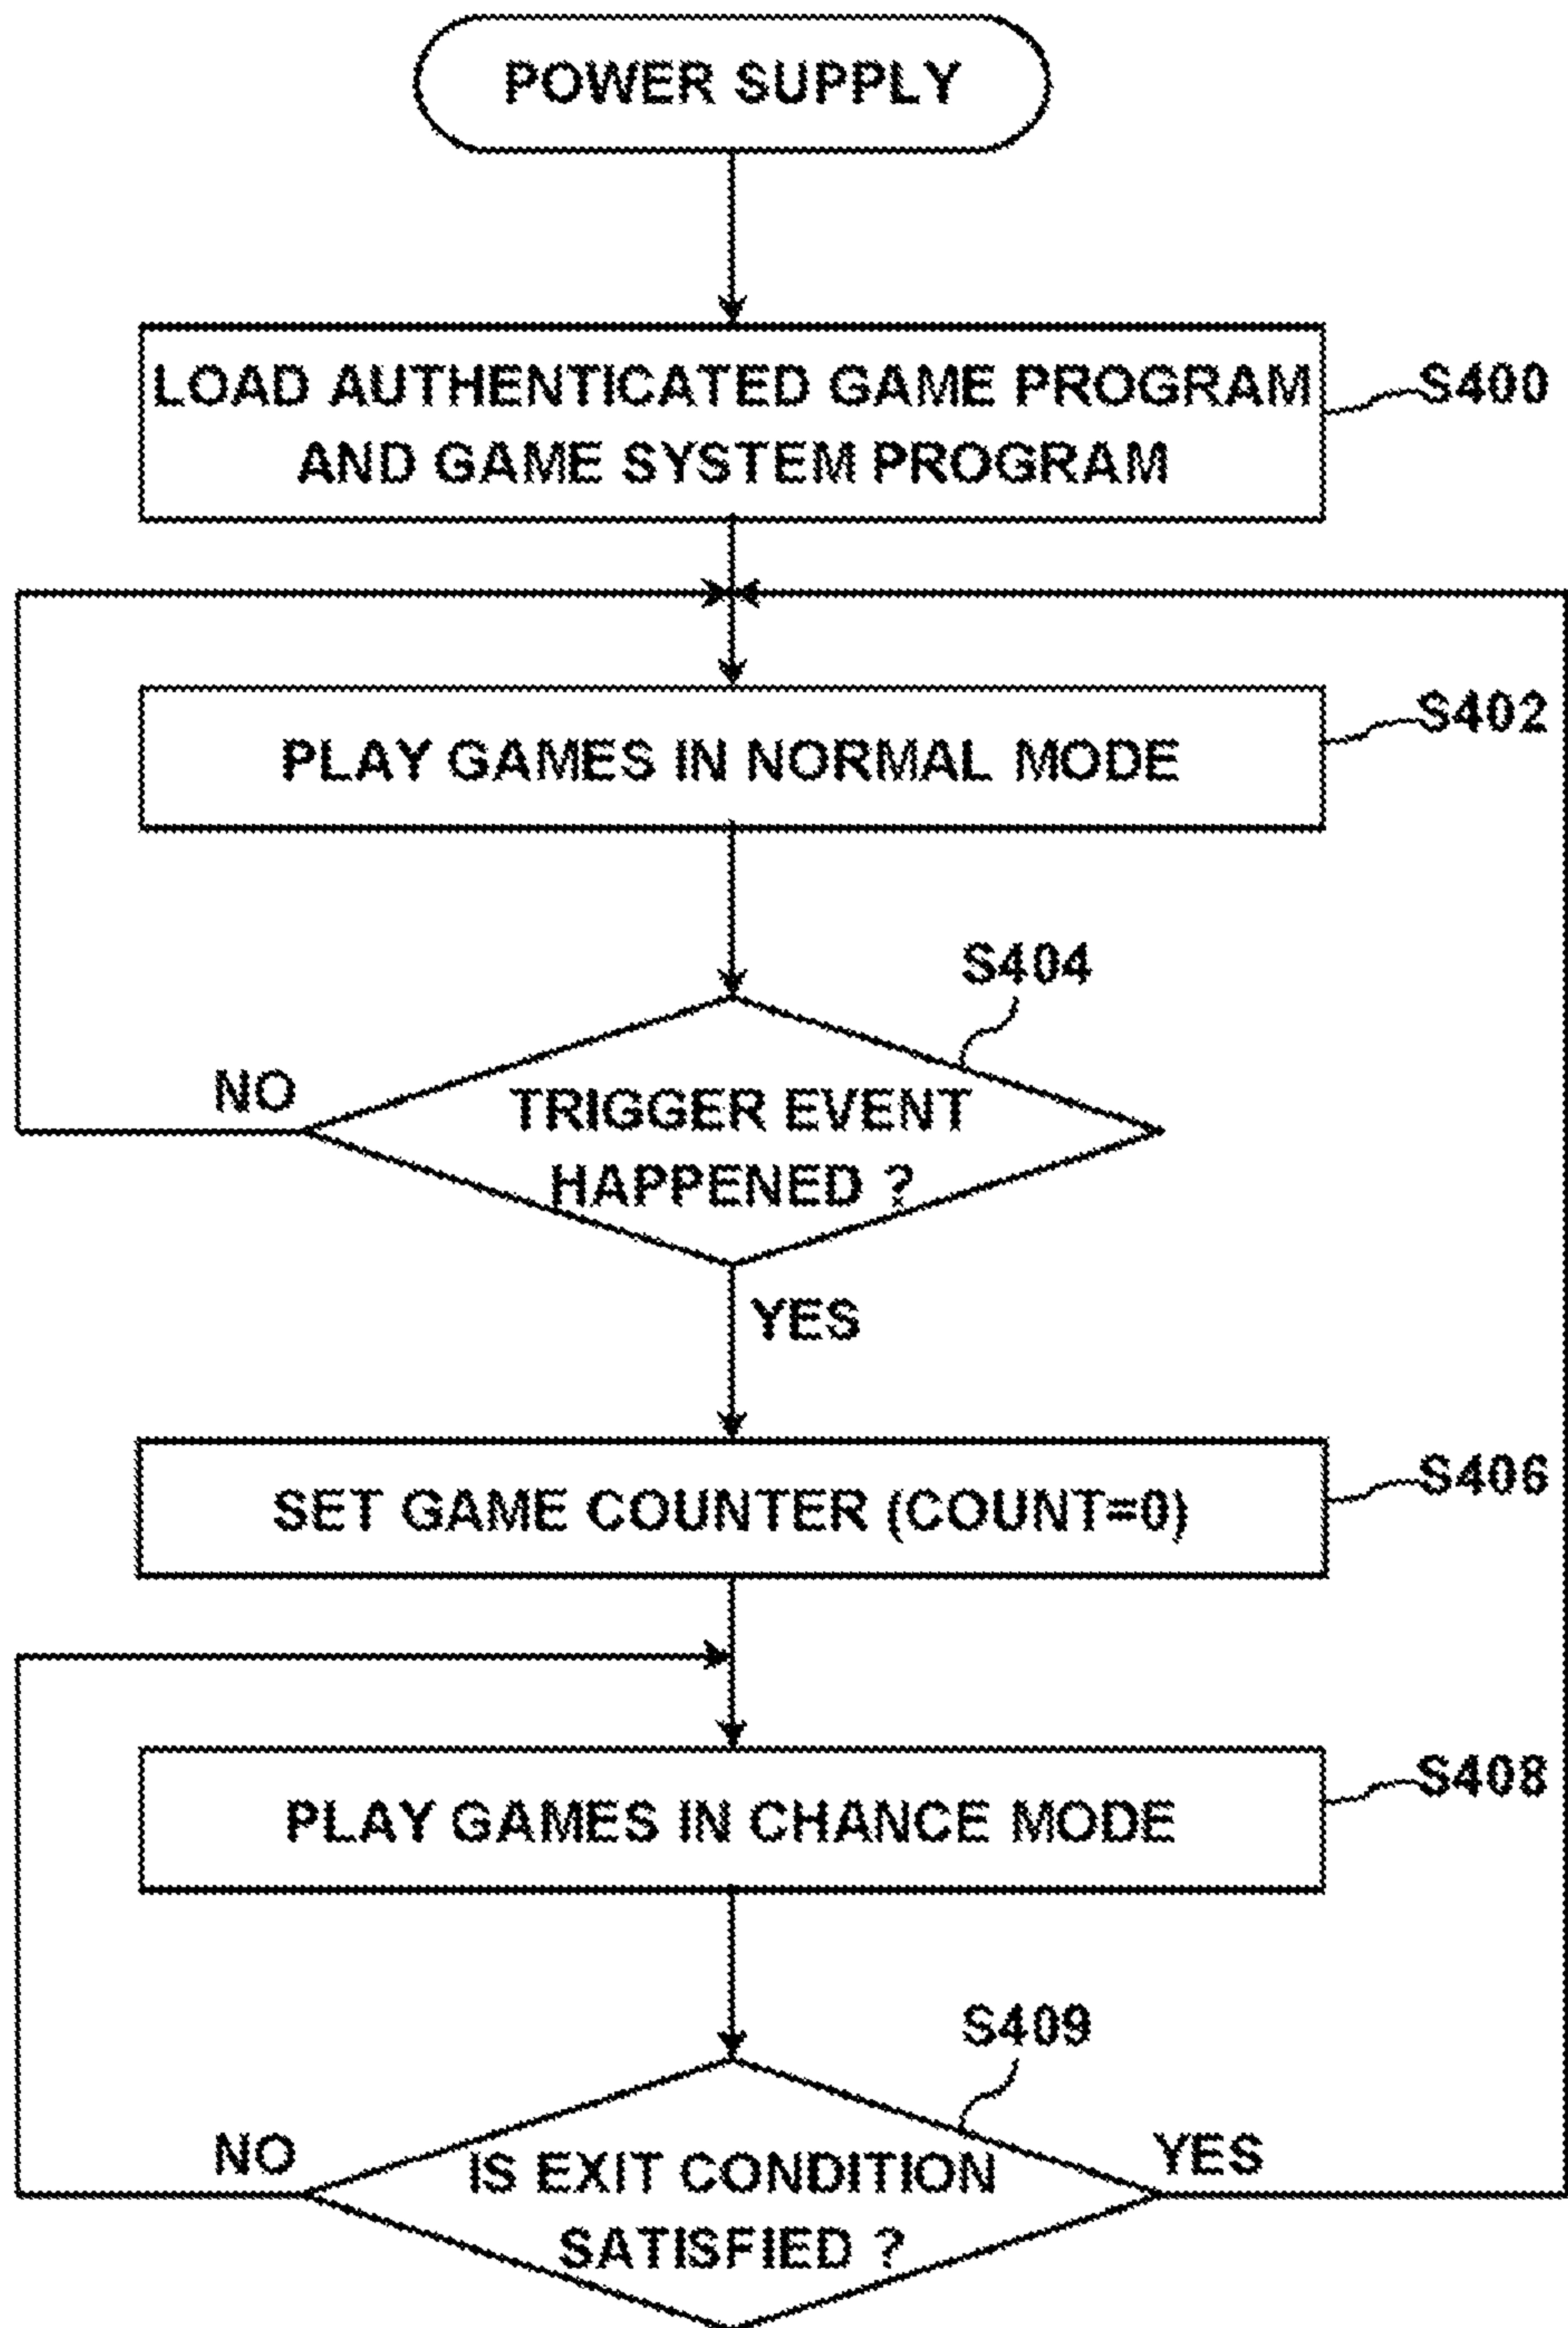 POWER SUPPLY
LOAD AUTHENTICATED GAME PROGRAM
AND GAME SYSTEM PROGRAM
S400
PLAY GAMES IN NORMAL MODE
S402
S404
NO
TRIGGER EVENT
HAPPENED ?
YES
SET GAME COUNTER (COUNT=0)
S406
PLAY GAMES IN CHANCE MODE
S408
S409
NO
IS EXIT CONDITION
SATISFIED ?
YES